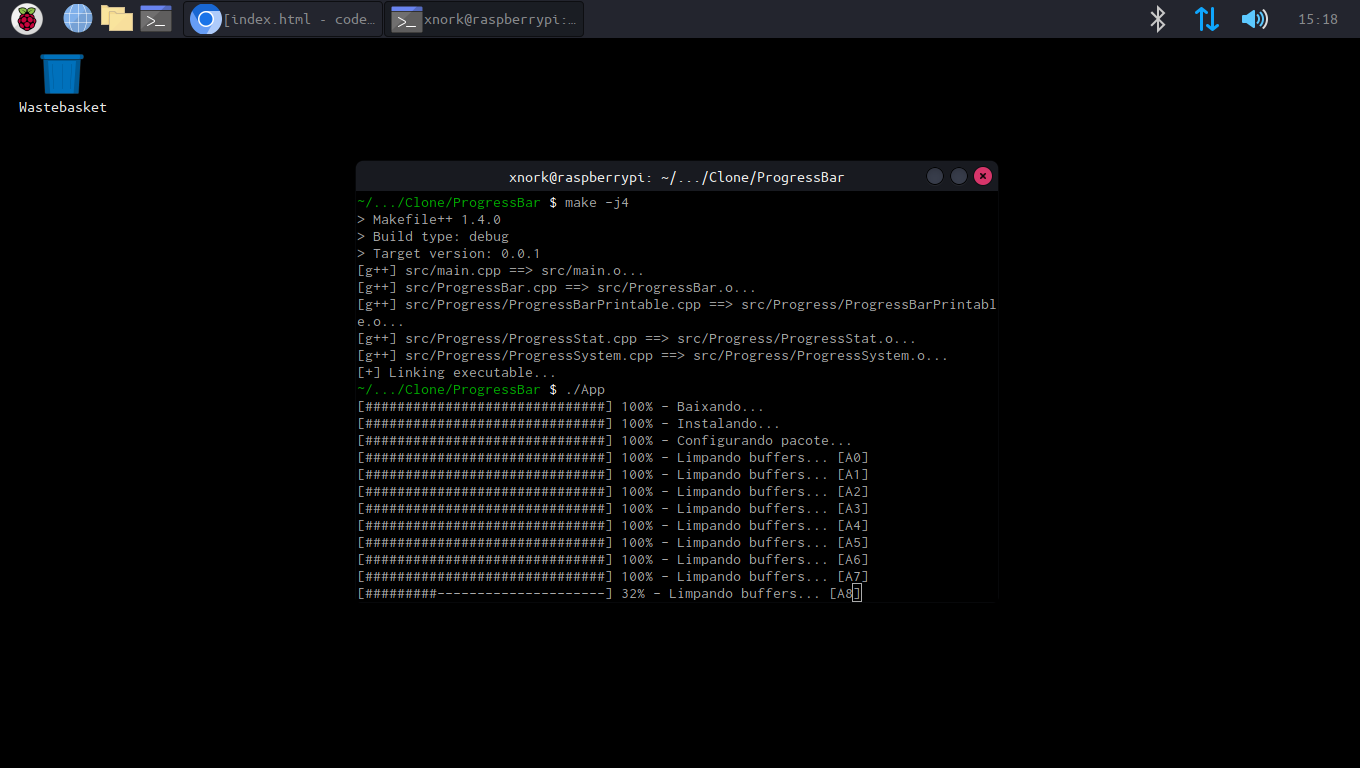 [index.html - code…
xnork@raspberrypi:…
15:18
Wastebasket
xnork@raspberrypi: ~/.../Clone/ProgressBar
~/.../Clone/ProgressBar $ make -j4
> Makefile++ 1.4.0
> Build type: debug
> Target version: 0.0.1
[g++] src/main.cpp ==> src/main.o...
[g++] src/ProgressBar.cpp ==> src/ProgressBar.o...
[g++] src/Progress/ProgressBarPrintable.cpp ==> src/Progress/ProgressBarPrintabl
e.o...
[g++] src/Progress/ProgressStat.cpp ==> src/Progress/ProgressStat.o...
[g++] src/Progress/ProgressSystem.cpp ==> src/Progress/ProgressSystem.o...
[+] Linking executable...
~/.../Clone/ProgressBar $ ./App
[##############################] 100% - Baixando...
[##############################] 100% - Instalando...
[##############################] 100% - Configurando pacote...
[##############################] 100% - Limpando buffers... [A0]
[##############################] 100% - Limpando buffers... [A1]
[##############################] 100% - Limpando buffers... [A2]
[##############################] 100% - Limpando buffers... [A3]
[##############################] 100% - Limpando buffers... [A4]
[##############################] 100% - Limpando buffers... [A5]
[##############################] 100% - Limpando buffers... [A6]
[##############################] 100% - Limpando buffers... [A7]
[#########---------------------] 32% - Limpando buffers... [A8]